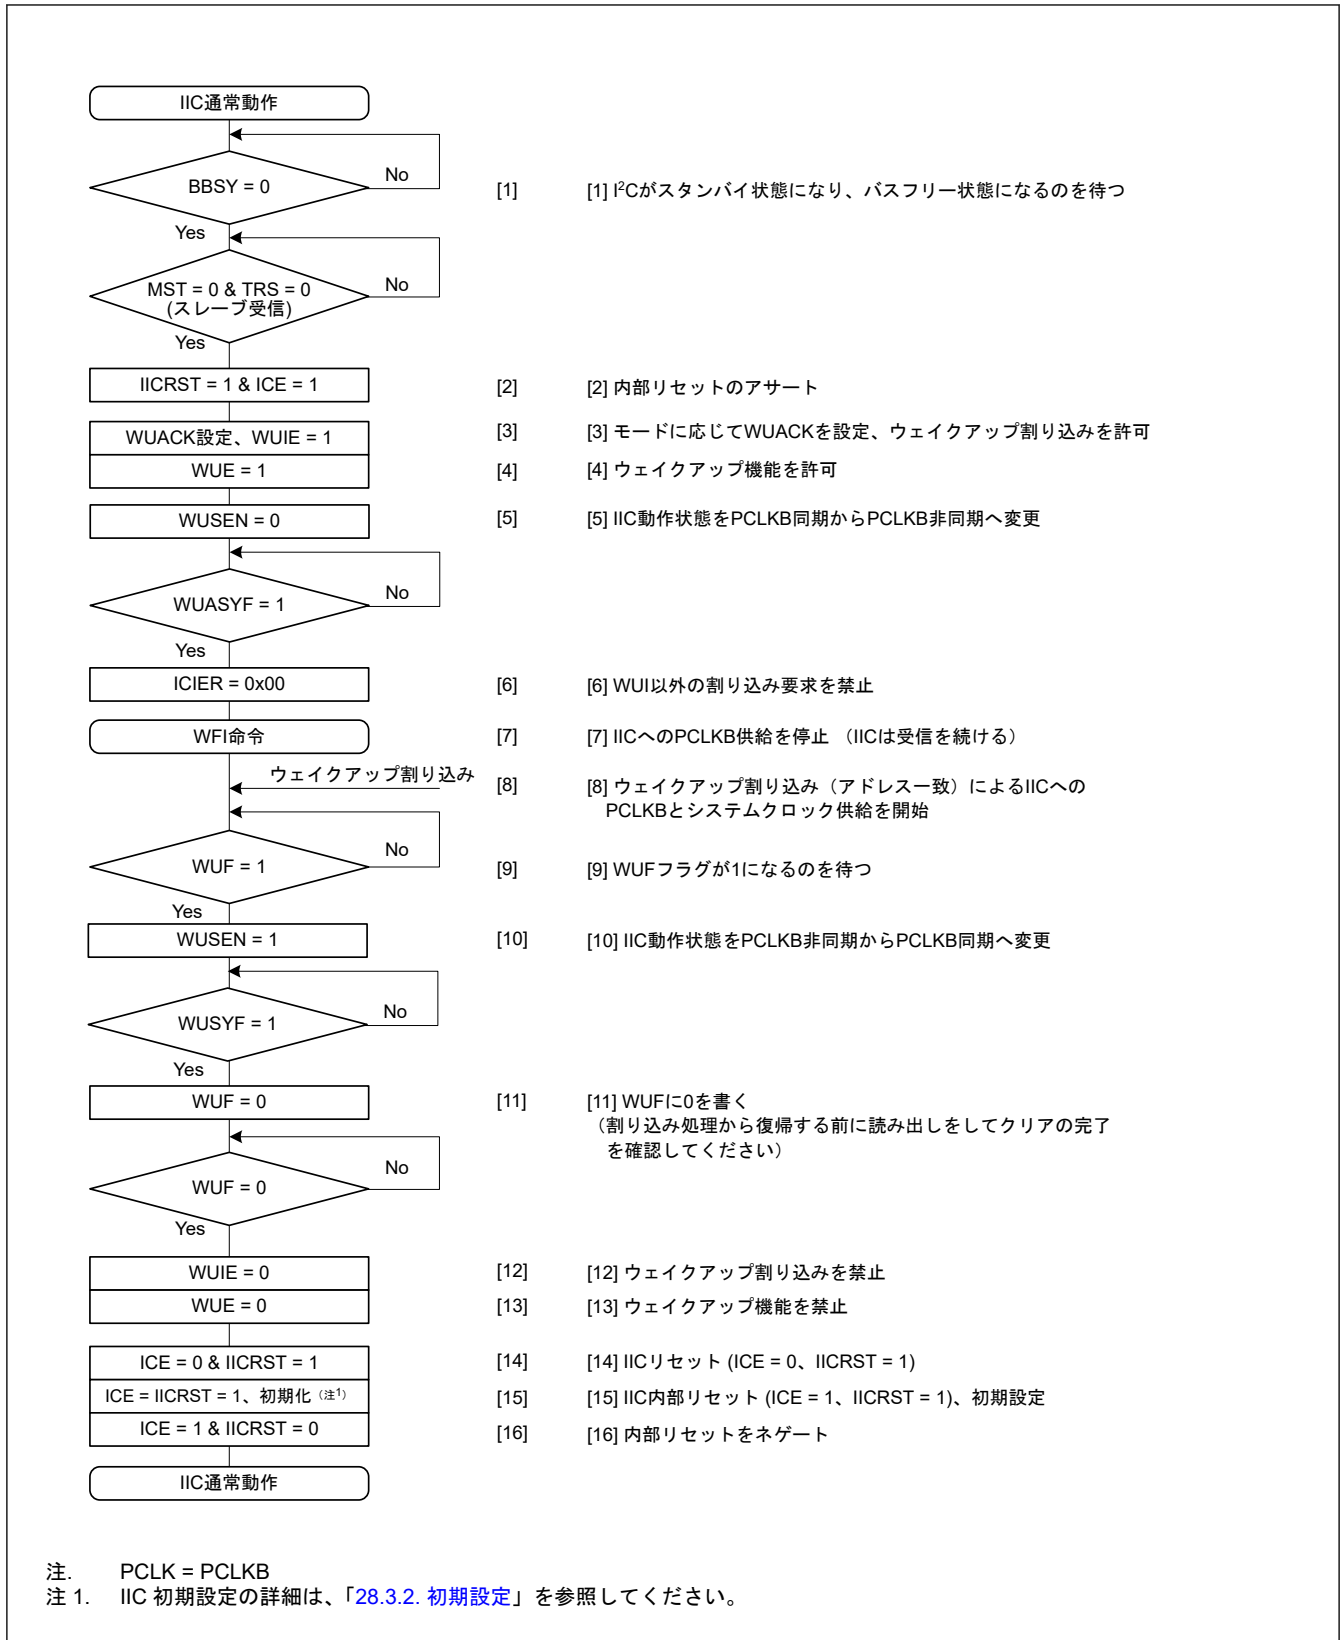 IIC通常動作
BBSY = 0
No
[1]
[1] I²Cがスタンバイ状態になり、バスフリー状態になるのを待つ
Yes
MST = 0 & TRS = 0
(スレーブ受信)
No
Yes
IICRST = 1 & ICE = 1
[2]
[2] 内部リセットのアサート
WUACK設定、WUIE = 1
[3]
[3] モードに応じてWUACKを設定、ウェイクアップ割り込みを許可
WUE = 1
[4]
[4] ウェイクアップ機能を許可
WUSEN = 0
[5]
[5] IIC動作状態をPCLKB同期からPCLKB非同期へ変更
WUASYF = 1
No
Yes
ICIER = 0x00
[6]
[6] WUI以外の割り込み要求を禁止
WFI命令
[7]
[7] IICへのPCLKB供給を停止 （IICは受信を続ける）
ウェイクアップ割り込み
[8]
[8] ウェイクアップ割り込み（アドレス一致）によるIICへの
PCLKBとシステムクロック供給を開始
WUF = 1
No
[9]
[9] WUFフラグが1になるのを待つ
Yes
WUSEN = 1
[10]
[10] IIC動作状態をPCLKB非同期からPCLKB同期へ変更
WUSYF = 1
No
Yes
WUF = 0
[11]
[11] WUFに0を書く
（割り込み処理から復帰する前に読み出しをしてクリアの完了
を確認してください）
WUF = 0
No
Yes
WUIE = 0
[12]
[12] ウェイクアップ割り込みを禁止
WUE = 0
[13]
[13] ウェイクアップ機能を禁止
ICE = 0 & IICRST = 1
[14]
[14] IICリセット (ICE = 0、IICRST = 1)
ICE = IICRST = 1、初期化（注1）
[15]
[15] IIC内部リセット (ICE = 1、IICRST = 1)、初期設定
ICE = 1 & IICRST = 0
[16]
[16] 内部リセットをネゲート
IIC通常動作
注. PCLK = PCLKB
注 1. IIC 初期設定の詳細は、「28.3.2. 初期設定」を参照してください。